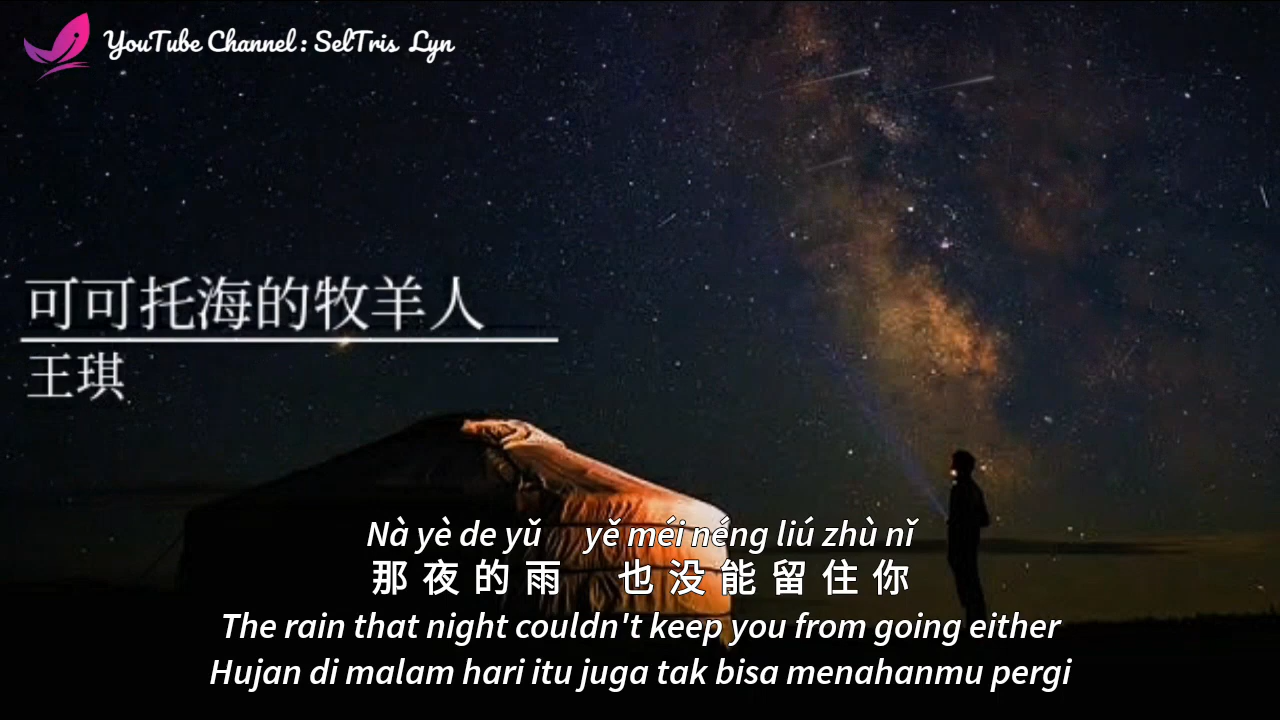 YouTube Channel : SelTris Lyn
可可托海的牧羊人
王琪
Nà yè de yǔ yě méi néng liú zhù nǐ
那夜的雨 也没能留住你
The rain that night couldn't keep you from going either
Hujan di malam hari itu juga tak bisa menahanmu pergi